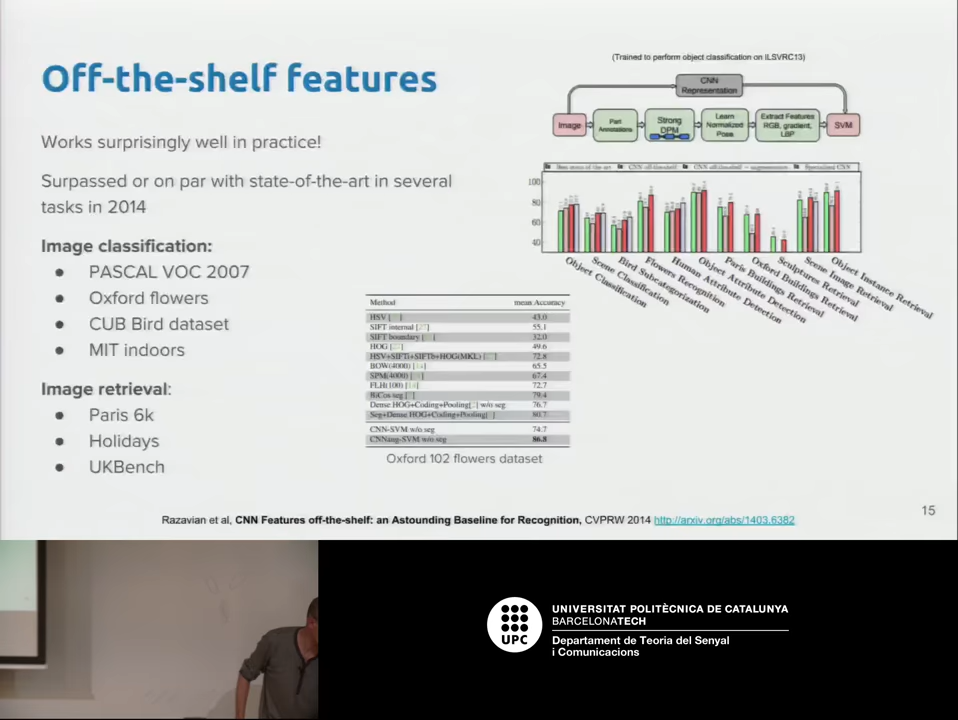 Off-the-shelf features
Works surprisingly well in practice!
Surpassed or on par with state-of-the-art in several
tasks in 2014
Image classification:
● PASCAL VOC 2007
● Oxford flowers
● CUB Bird dataset
● MIT indoors
Image retrieval:
● Paris 6k
● Holidays
● UKBench
(Trained to perform object classification on ILSVRC13)
CNN
Representation
Image
Part
Annotations
Strong
DPM
Learn
Normalized
Pose
Extract Features
RGB, gradient,
LBP
SVM
100
80
60
40
Object Classification
Scene Classification
Bird Subcategorization
Flowers Recognition
Human Attribute Detection
Object Attribute Detection
Paris Buildings Retrieval
Oxford Buildings Retrieval
Sculptures Retrieval
Scene Image Retrieval
Object Instance Retrieval
Method mean Accuracy
HSV 43.0
SIFT internal 55.1
SIFT boundary 32.0
HOG 49.6
HSV+SIFTi+SIFTb+HOG(MKL) 72.8
BOW(4000) 65.5
SPM(4000) 67.4
FLH(100) 72.7
BiCos seg 79.4
Dense HOG+Coding+Pooling w/o seg 76.7
Seg+Dense HOG+Coding+Pooling 80.7
CNN-SVM w/o seg 74.7
CNNaug-SVM w/o seg 86.8
Oxford 102 flowers dataset
Razavian et al, CNN Features off-the-shelf: an Astounding Baseline for Recognition, CVPRW 2014 http://arxiv.org/abs/1403.6382
15
UPC
UNIVERSITAT POLITÈCNICA DE CATALUNYA
BARCELONATECH
Departament de Teoria del Senyal
i Comunicacions